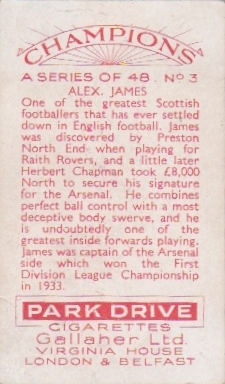 CHAMPIONS
A SERIES OF 48 Nº 3
ALEX. JAMES
One of the greatest Scottish
footballers that has ever settled
down in English football. James
was discovered by Preston
North End when playing for
Raith Rovers, and a little later
Herbert Chapman took £8,000
North to secure his signature
for the Arsenal. He combines
perfect ball control with a most
deceptive body swerve, and he
is undoubtedly one of the
greatest inside forwards playing.
James was captain of the Arsenal
side which won the First
Division League Championship
in 1933.
PARK DRIVE
CIGARETTES
Gallaher Ltd.
VIRGINIA HOUSE
LONDON & BELFAST